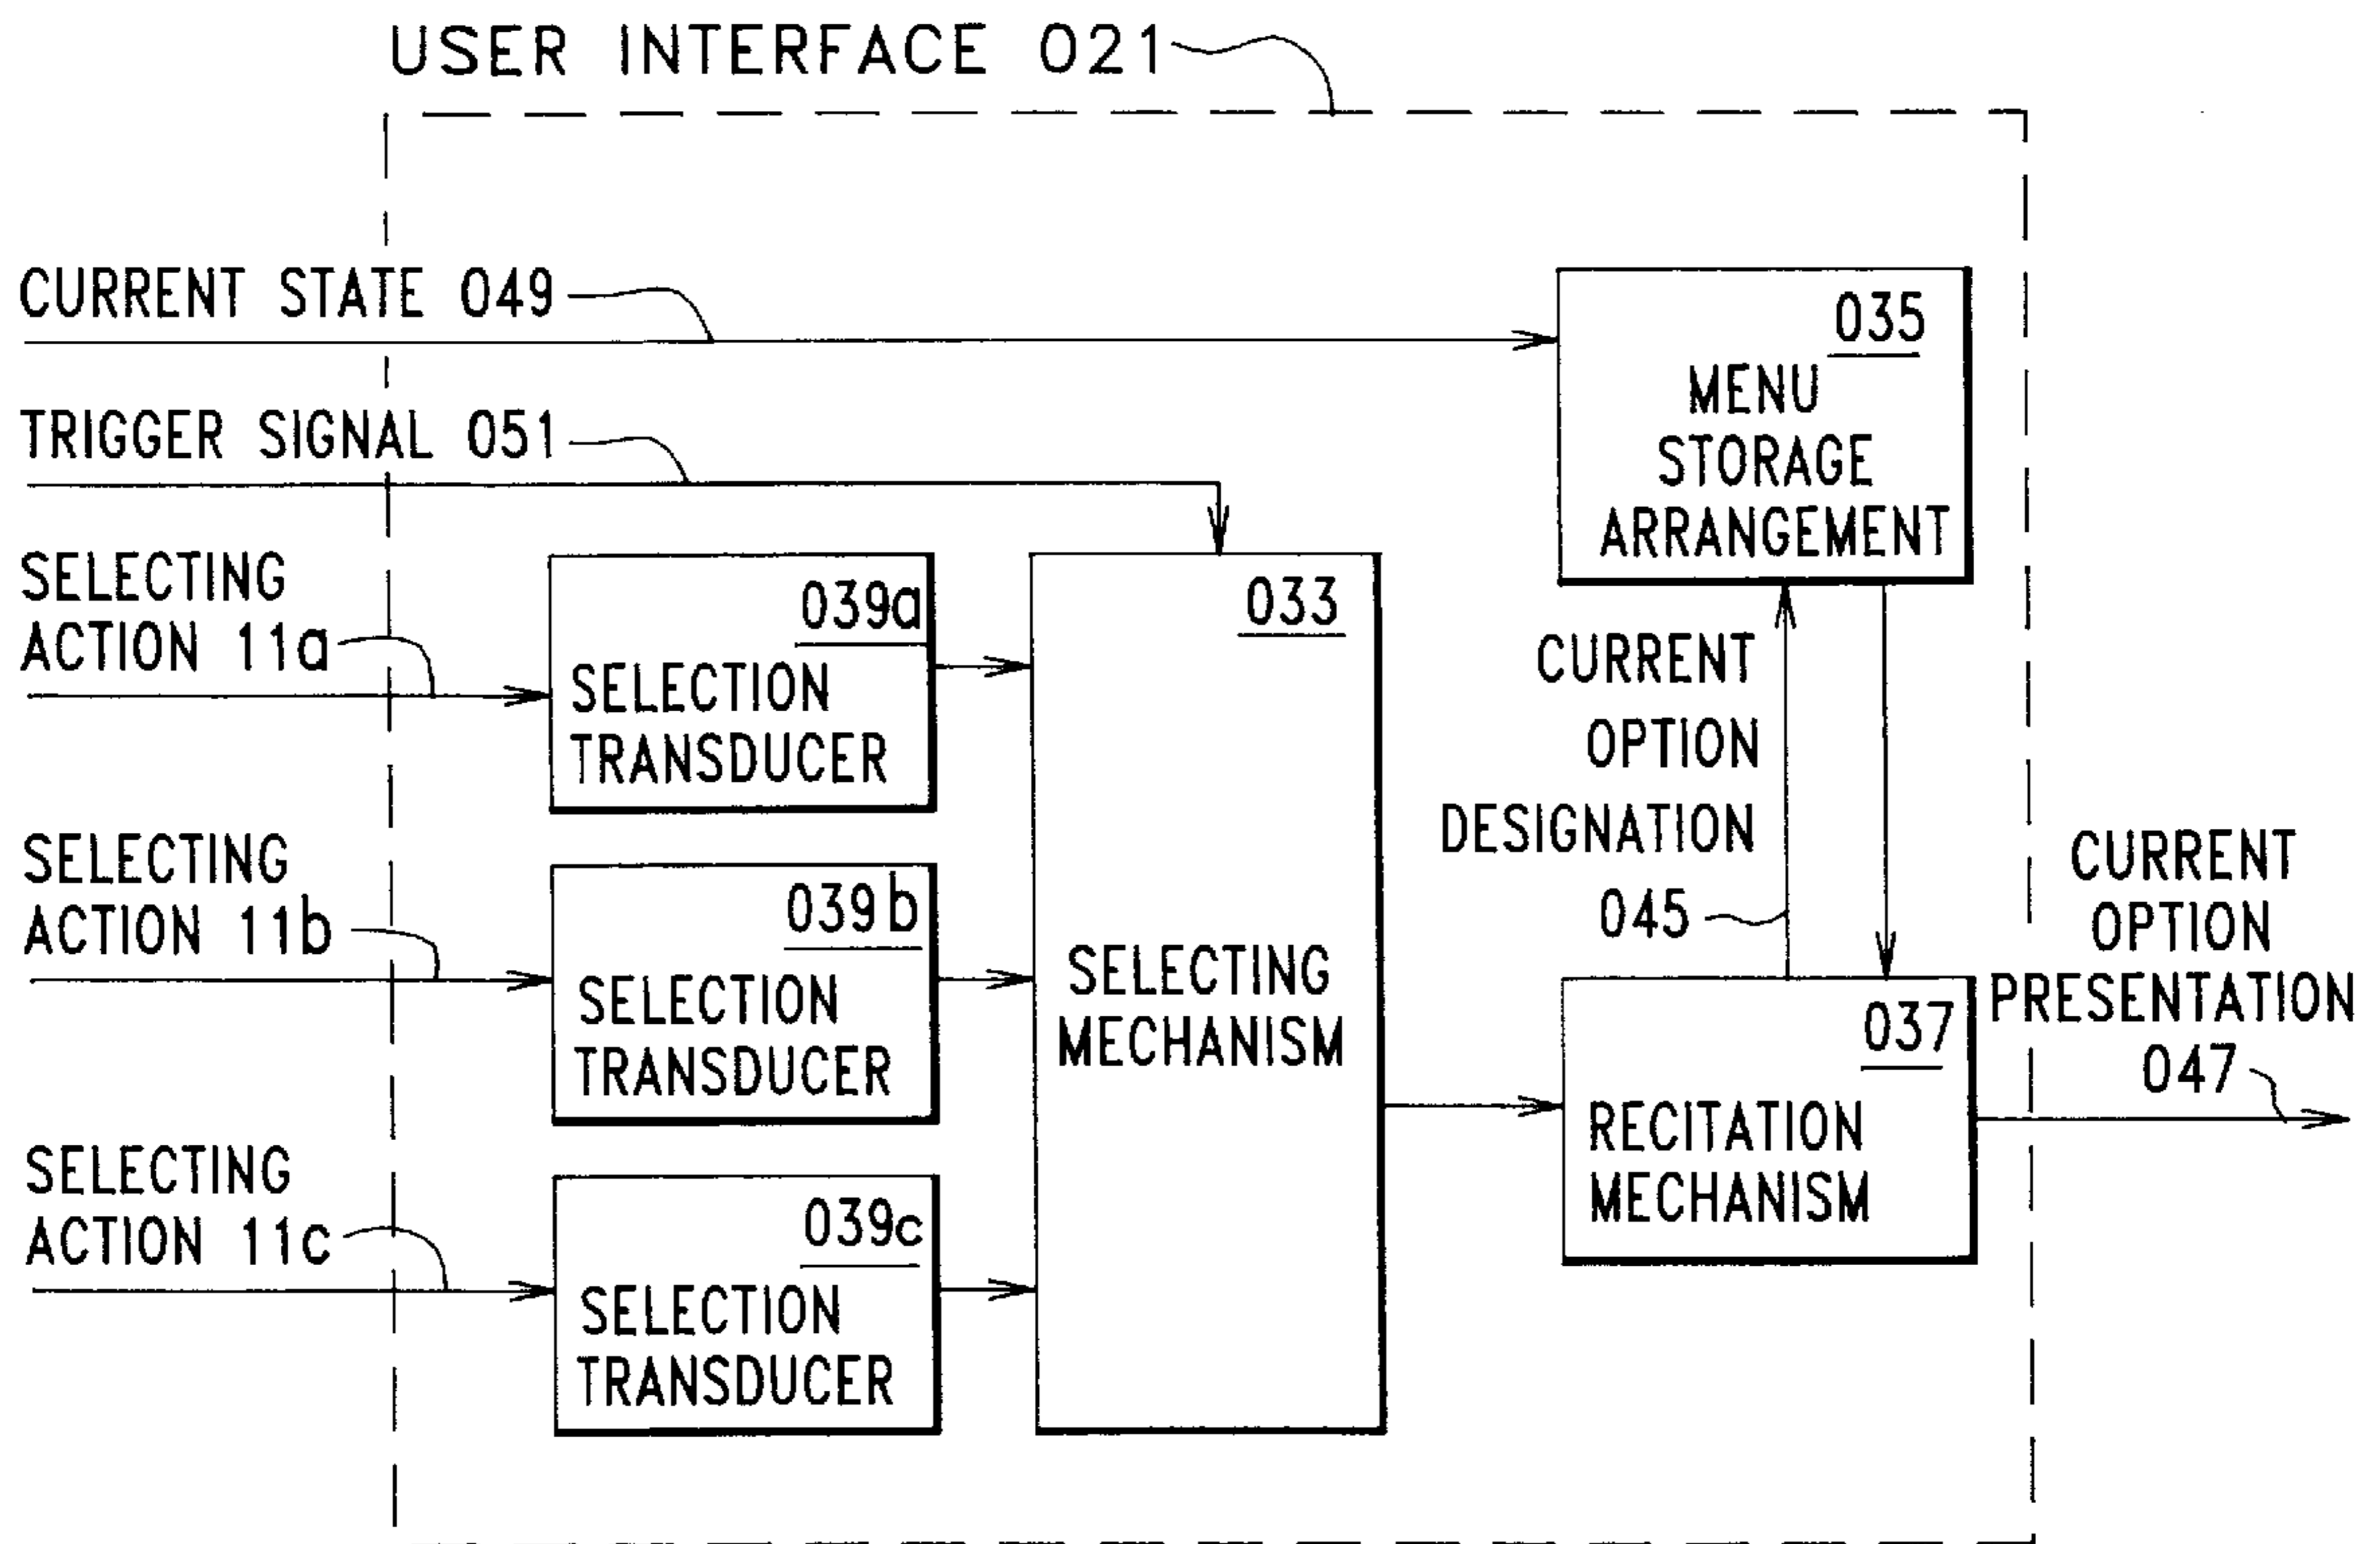 USER INTERFACE 021
CURRENT STATE 049
TRIGGER SIGNAL 051
SELECTING
ACTION 11a
SELECTING
ACTION 11b
SELECTING
ACTION 11c
039a
SELECTION
TRANSDUCER
039b
SELECTION
TRANSDUCER
039c
SELECTION
TRANSDUCER
033
SELECTING
MECHANISM
035
MENU
STORAGE
ARRANGEMENT
CURRENT
OPTION
DESIGNATION
045
037
RECITATION
MECHANISM
CURRENT
OPTION
PRESENTATION
047